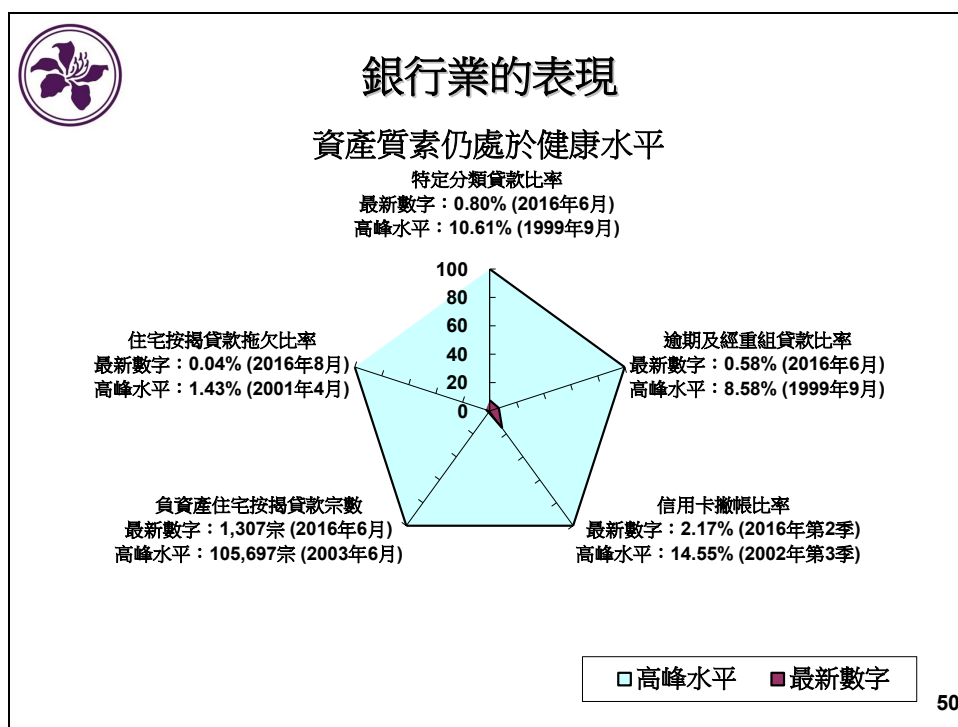 銀行業的表現
資產質素仍處於健康水平
特定分類貸款比率
最新數字：0.80% (2016年6月)
高峰水平：10.61% (1999年9月)
100
80
60
40
20
0
住宅按揭貸款拖欠比率
最新數字：0.04% (2016年8月)
高峰水平：1.43% (2001年4月)
逾期及經重組貸款比率
最新數字：0.58% (2016年6月)
高峰水平：8.58% (1999年9月)
負資產住宅按揭貸款宗數
最新數字：1,307宗 (2016年6月)
高峰水平：105,697宗 (2003年6月)
信用卡撇帳比率
最新數字：2.17% (2016年第2季)
高峰水平：14.55% (2002年第3季)
高峰水平 最新數字
50